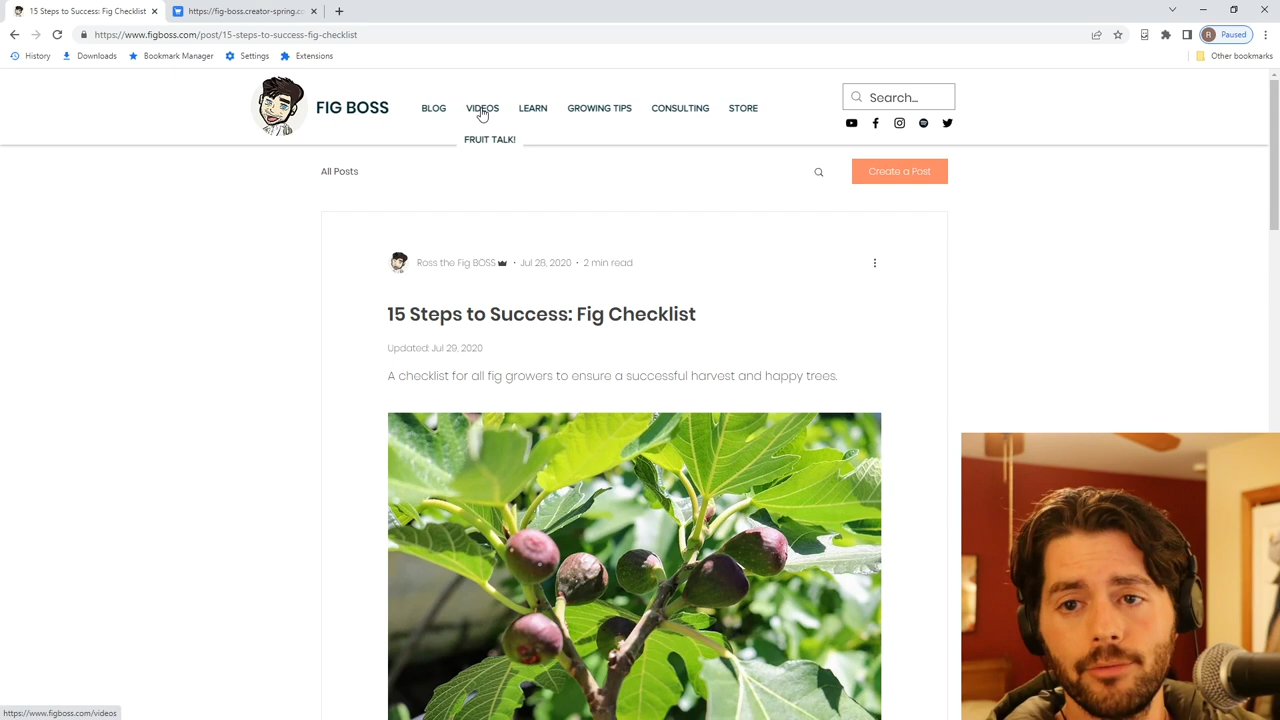 15 Steps to Success: Fig Checklist
https://fig-boss.creator-spring.co
https://www.figboss.com/post/15-steps-to-success-fig-checklist
R Paused
History Downloads Bookmark Manager Settings Extensions Other bookmarks
FIG BOSS
BLOG VIDEOS LEARN GROWING TIPS CONSULTING STORE
Search...
FRUIT TALK!
All Posts
Create a Post
Ross the Fig BOSS • Jul 28, 2020 • 2 min read
15 Steps to Success: Fig Checklist
Updated: Jul 29, 2020
A checklist for all fig growers to ensure a successful harvest and happy trees.
https://www.figboss.com/videos